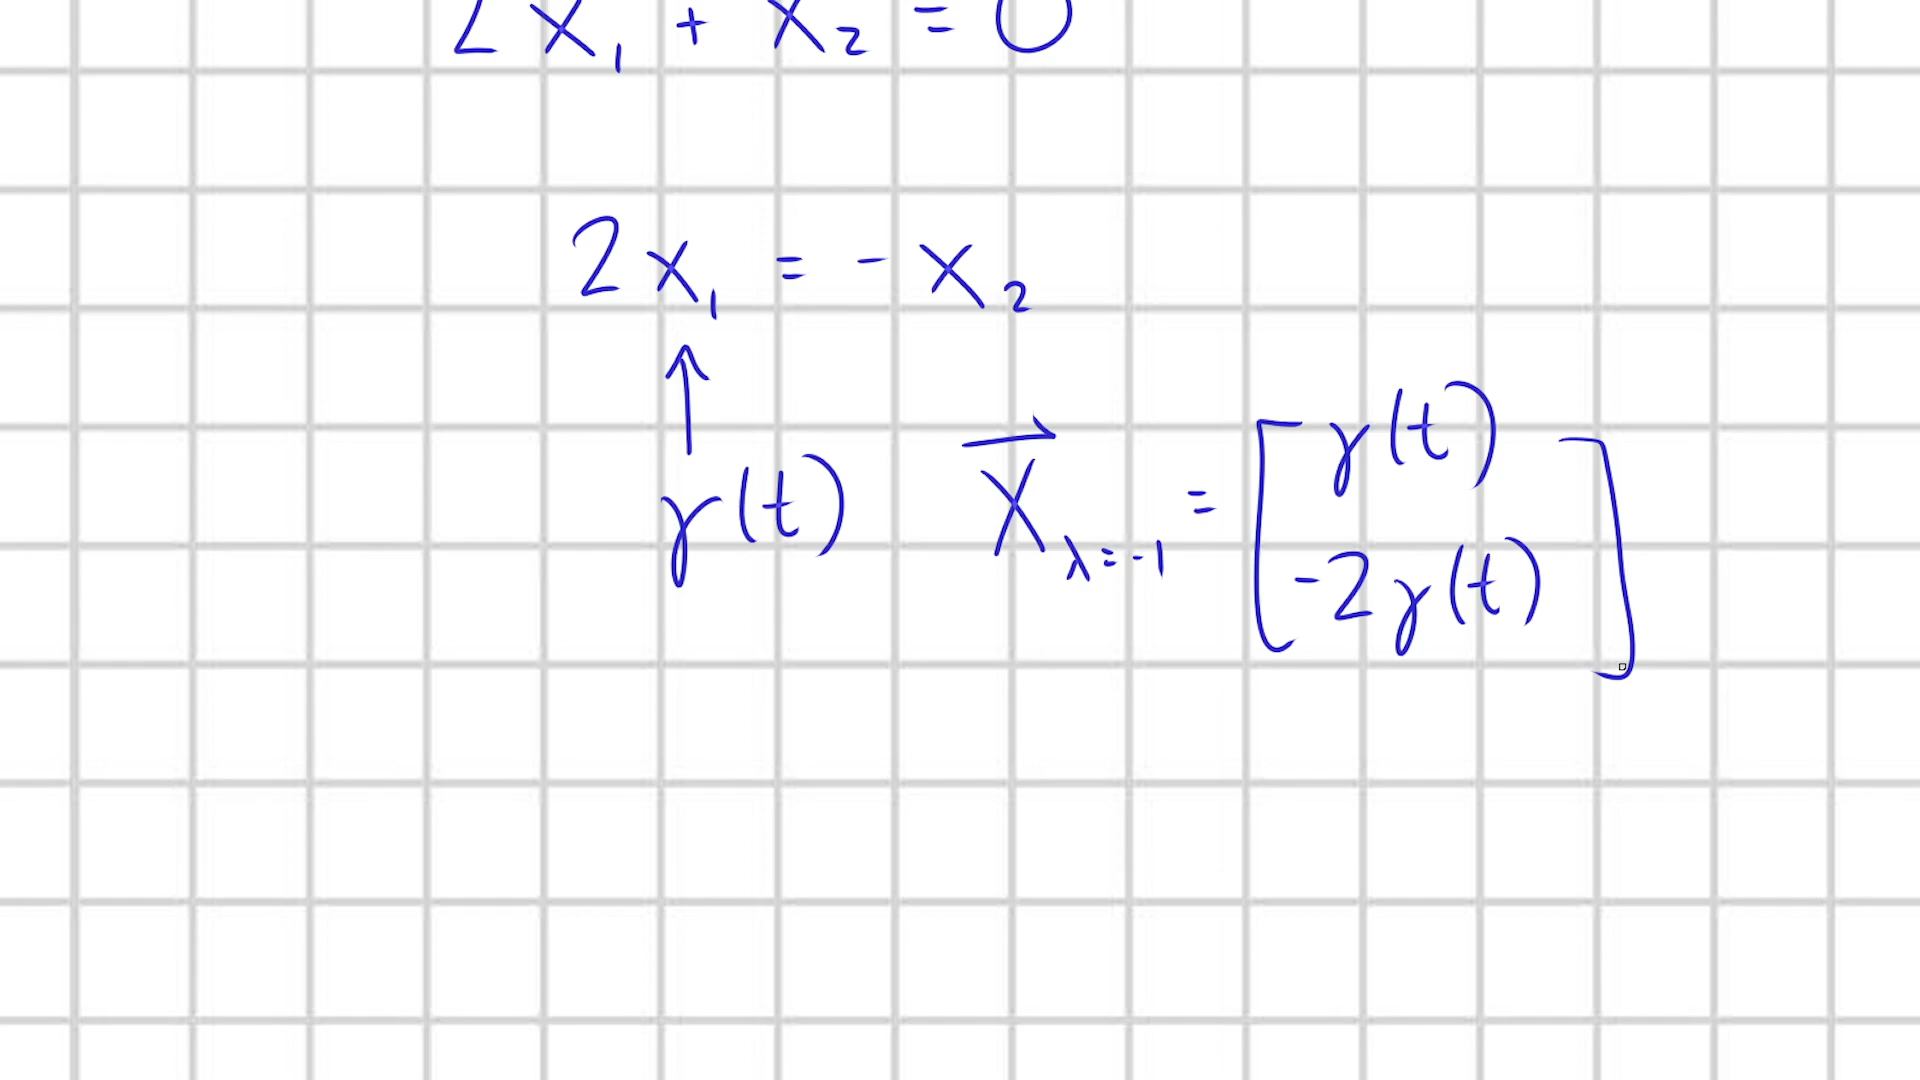 2x₁ + x₂ = 0
2x₁ = -x₂
↑
γ(t) X⃗_λ=-1 = [γ(t)
-2γ(t)]